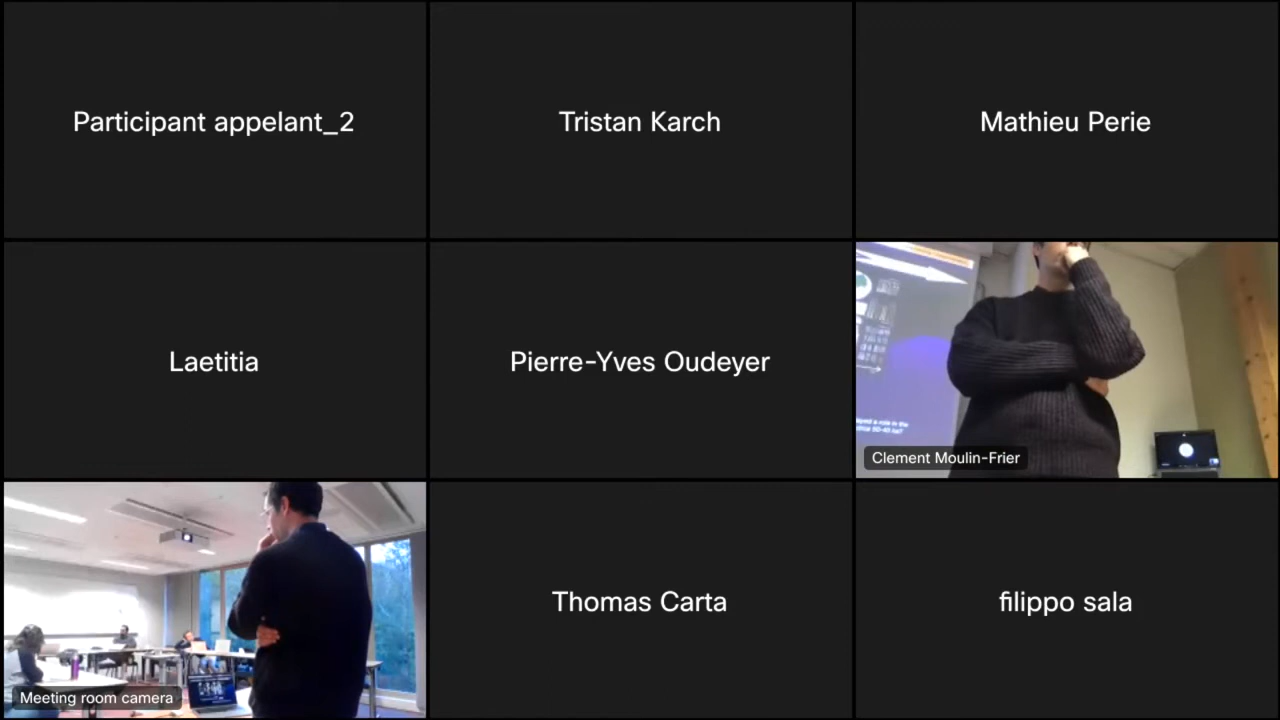 Participant appelant_2
Tristan Karch
Mathieu Perie
Laetitia
Pierre-Yves Oudeyer
Clement Moulin-Frier
Meeting room camera
Thomas Carta
filippo sala